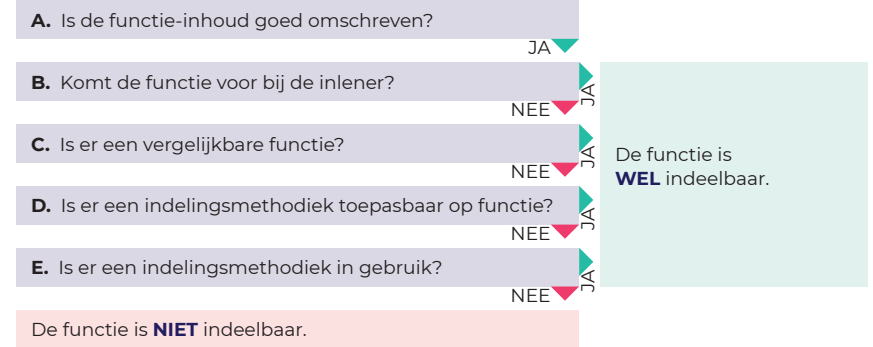 A. Is de functie-inhoud goed omschreven?
JA
B. Komt de functie voor bij de inlener?
JA
NEE
C. Is er een vergelijkbare functie?
JA
NEE
D. Is er een indelingsmethodiek toepasbaar op functie?
JA
NEE
E. Is er een indelingsmethodiek in gebruik?
JA
NEE
De functie is
WEL indeelbaar.
De functie is NIET indeelbaar.